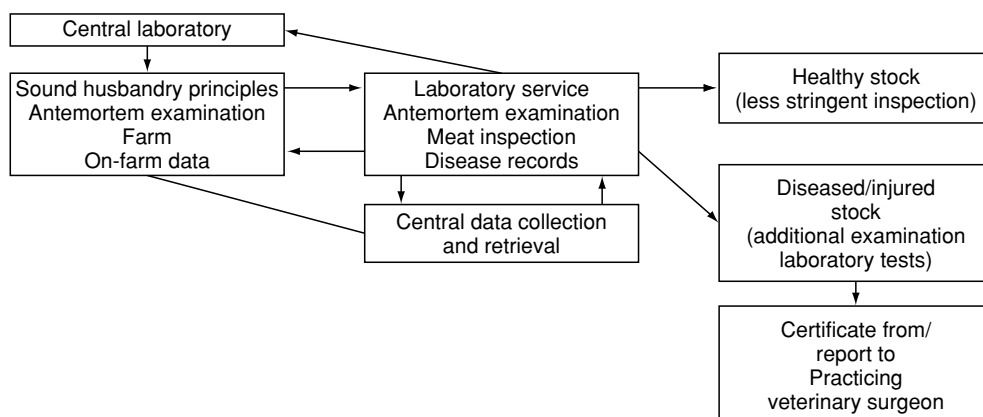 Central laboratory
Sound husbandry principles
Antemortem examination
Farm
On-farm data
Laboratory service
Antemortem examination
Meat inspection
Disease records
Central data collection
and retrieval
Healthy stock
(less stringent inspection)
Diseased/injured
stock
(additional examination
laboratory tests)
Certificate from/
report to
Practicing
veterinary surgeon